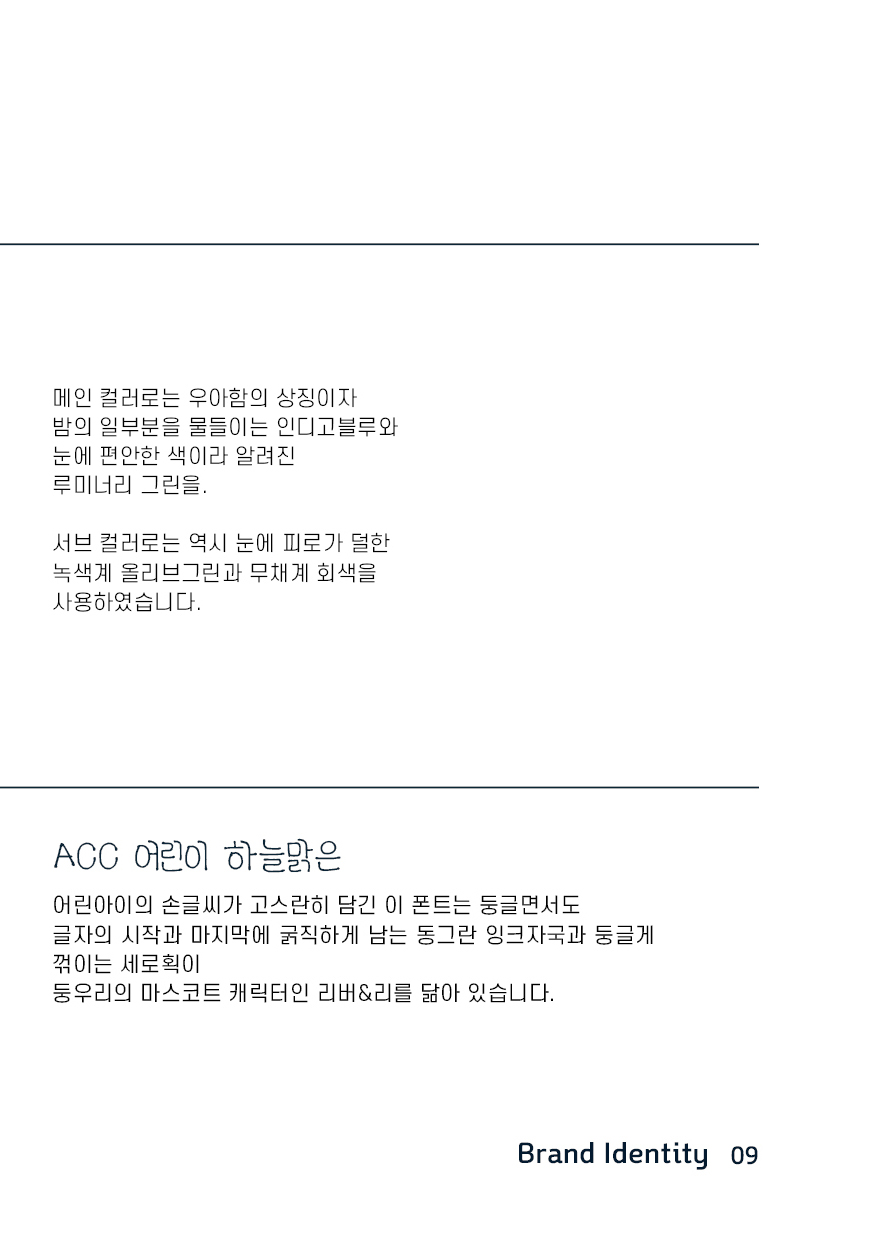 메인 컬러로는 우아함의 상징이자
밤의 일부분을 물들이는 인디고블루와
눈에 편안한 색이라 알려진
루미너리 그린을.
서브 컬러로는 역시 눈에 피로가 덜한
녹색계 올리브그린과 무채계 회색을
사용하였습니다.
ACC 어린이 하늘맑은
어린아이의 손글씨가 고스란히 담긴 이 폰트는 둥글면서도
글자의 시작과 마지막에 굵직하게 남는 동그란 잉크자국과 둥글게
꺾이는 세로획이
둥우리의 마스코트 캐릭터인 리버&리를 닮아 있습니다.
Brand Identity 09